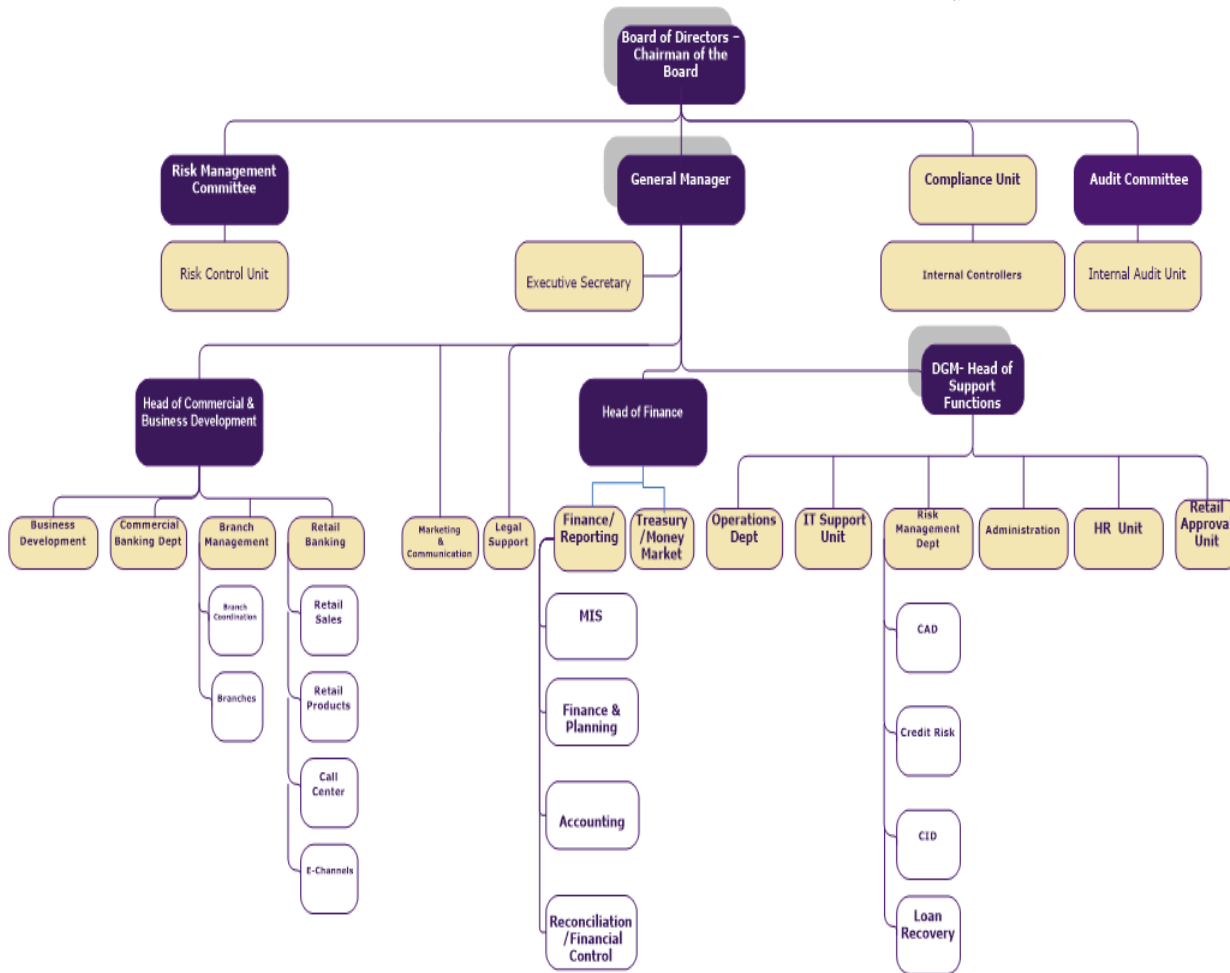 Board of Directors –
Chairman of the
Board
Risk Management
Committee
General Manager
Compliance Unit
Audit Committee
Risk Control Unit
Executive Secretary
Internal Controllers
Internal Audit Unit
Head of Commercial &
Business Development
Head of Finance
DGM- Head of
Support
Functions
Business
Development
Commercial
Banking Dept
Branch
Management
Retail
Banking
Marketing
&
Communication
Legal
Support
Finance/
Reporting
Treasury
/Money
Market
Operations
Dept
IT Support
Unit
Risk
Management
Dept
Administration
HR Unit
Retail
Approva
Unit
Branch
Coordination
Branches
Retail
Sales
Retail
Products
Call
Center
E-Channels
MIS
Finance &
Planning
Accounting
Reconciliation
/Financial
Control
CAD
Credit Risk
CID
Loan
Recovery